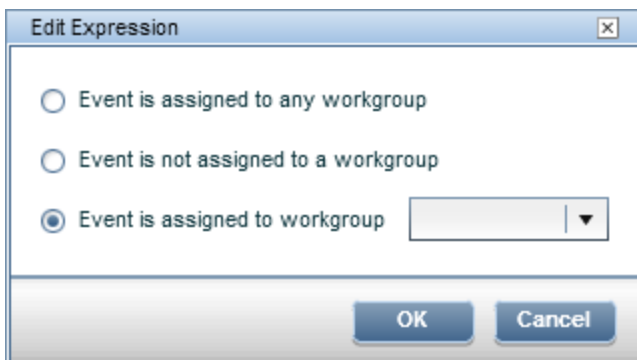 Edit Expression
Event is assigned to any workgroup
Event is not assigned to a workgroup
Event is assigned to workgroup
OK Cancel